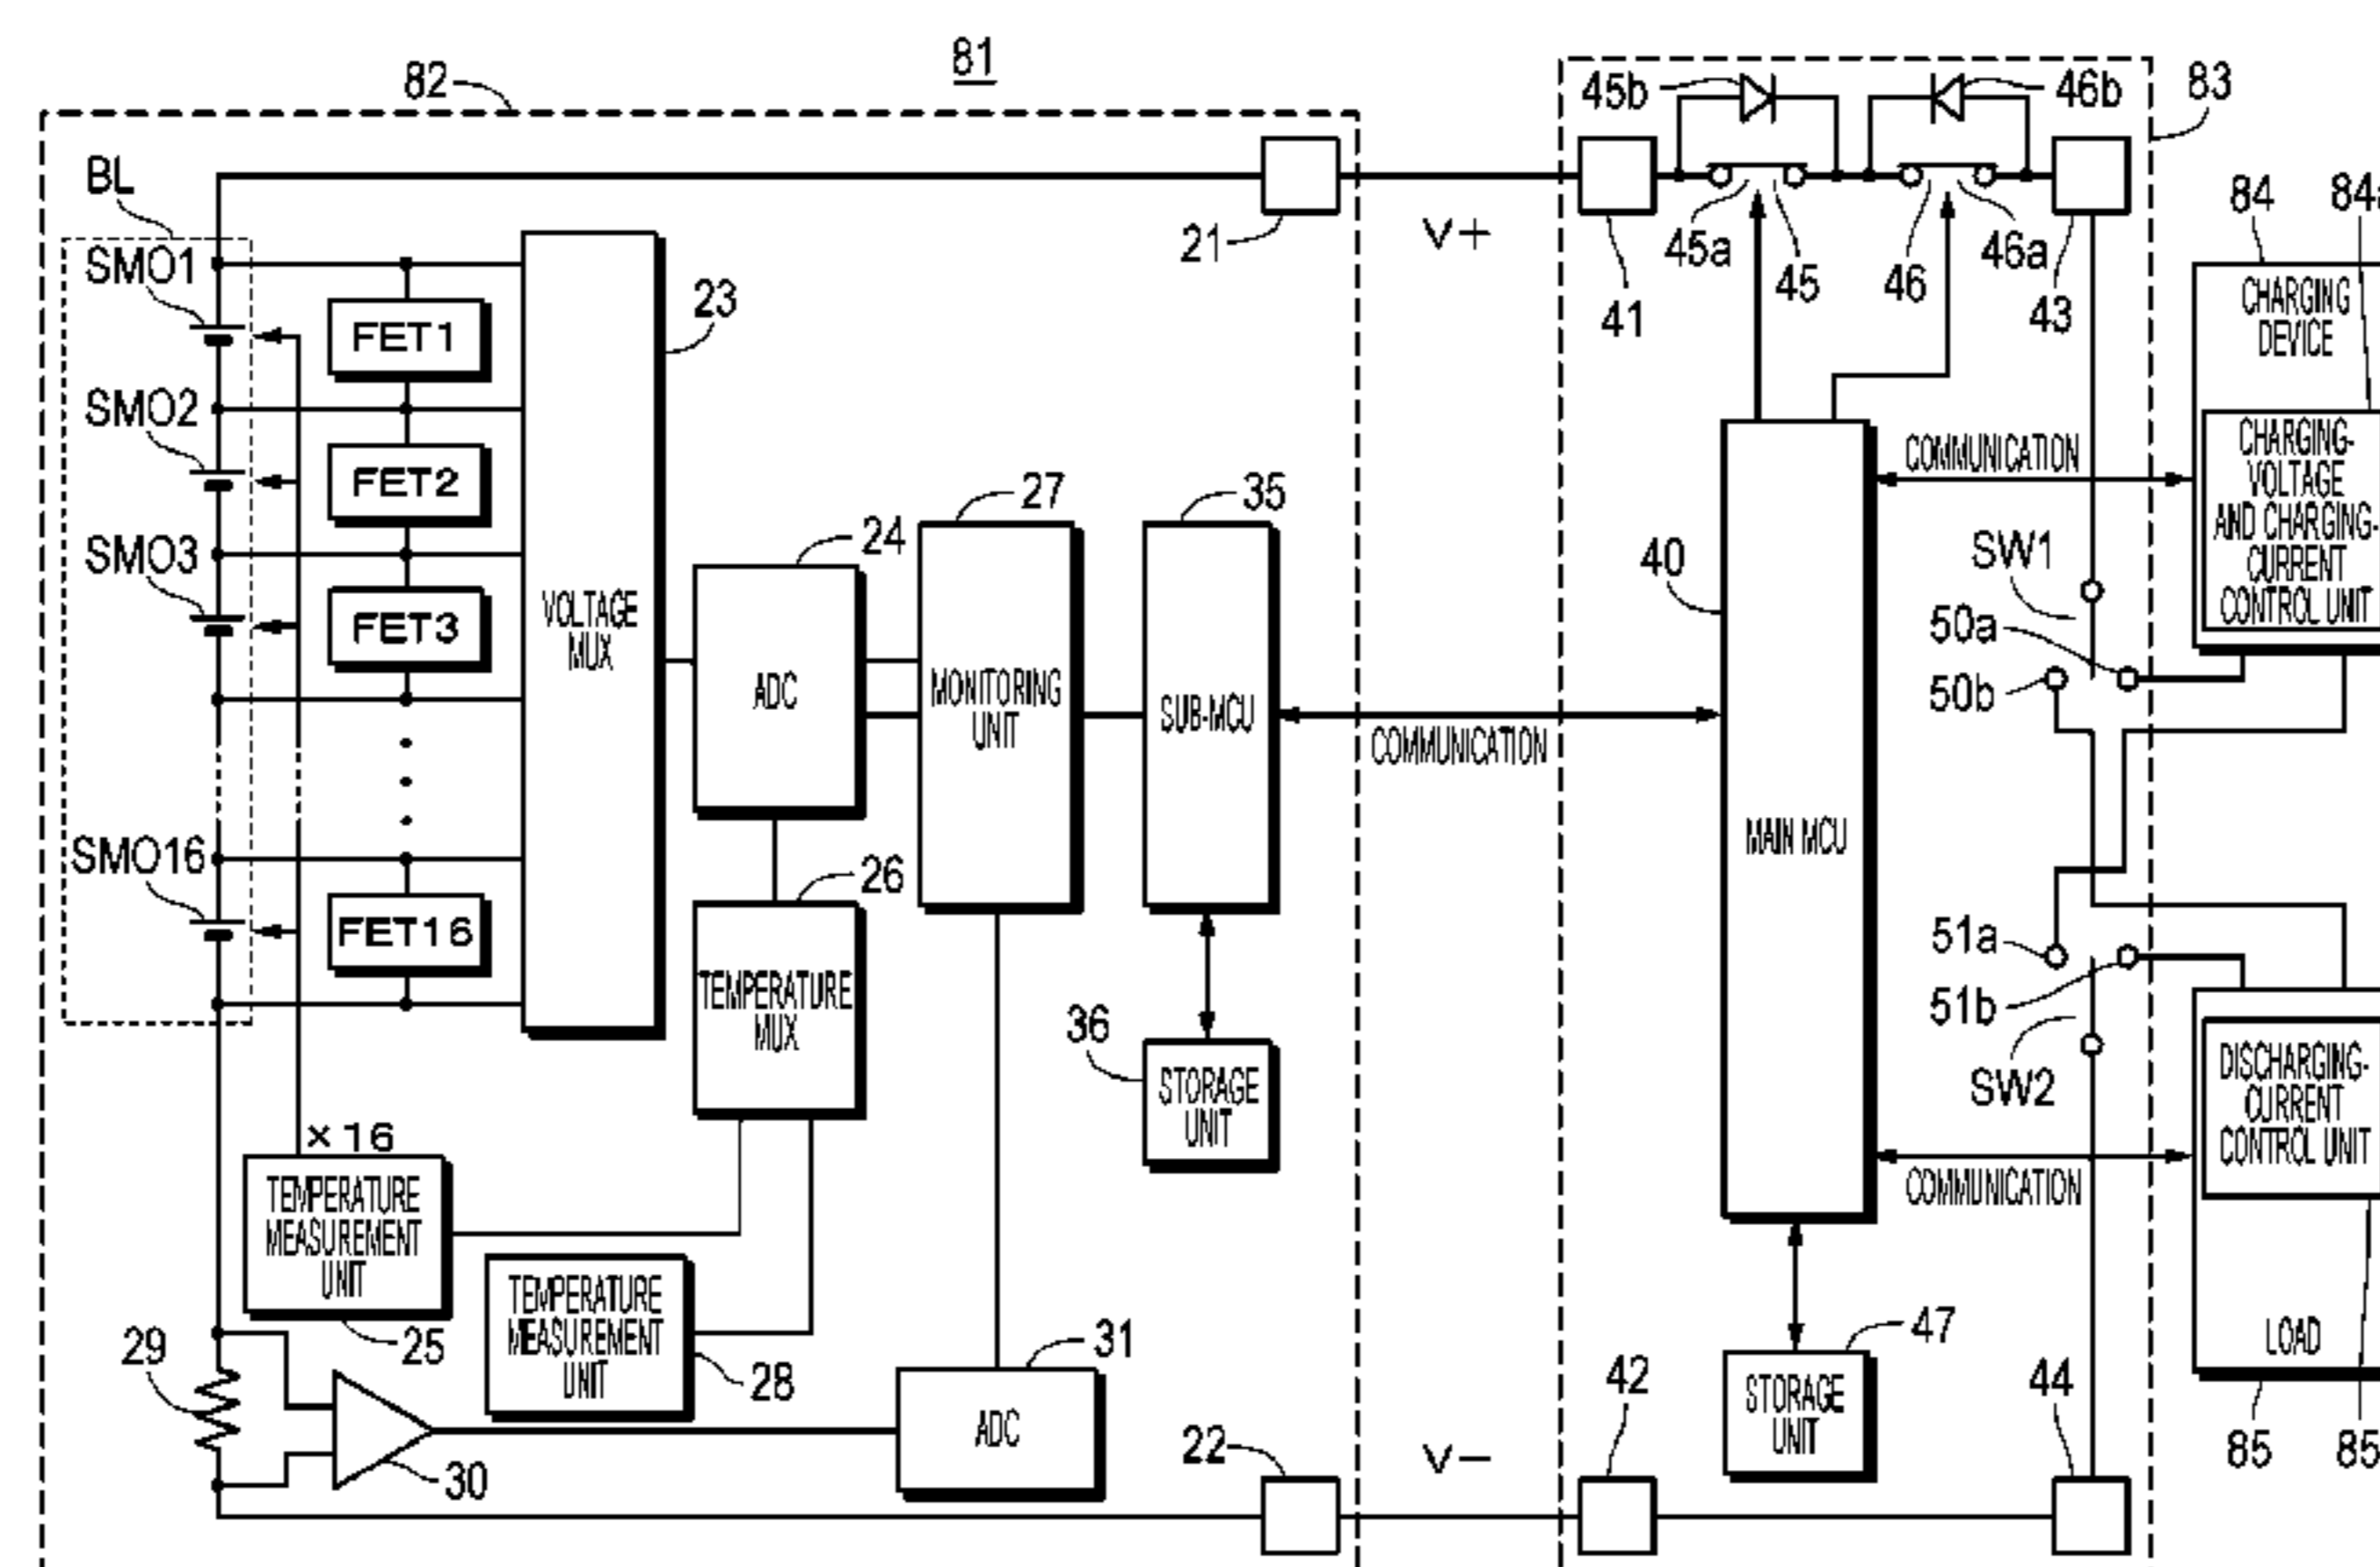 81
82
83
BL
SMO1
SMO2
SMO3
SMO16
FET1
FET2
FET3
FET16
23
VOLTAGE
MUX
24
ADC
27
MONITORING
UNIT
35
SUB-MCU
COMMUNICATION
26
TEMPERATURE
MUX
36
STORAGE
UNIT
×16
TEMPERATURE
MEASUREMENT
UNIT
25
TEMPERATURE
MEASUREMENT
UNIT
28
29
30
31
ADC
21
22
V+
V−
45b
46b
45a
45
46
46a
41
43
40
MAIN MCU
COMMUNICATION
SW1
50a
50b
51a
51b
SW2
COMMUNICATION
47
STORAGE
UNIT
42
44
84
84a
CHARGING
DEVICE
CHARGING-
VOLTAGE
AND CHARGING-
CURRENT
CONTROL UNIT
DISCHARGING-
CURRENT
CONTROL UNIT
LOAD
85
85